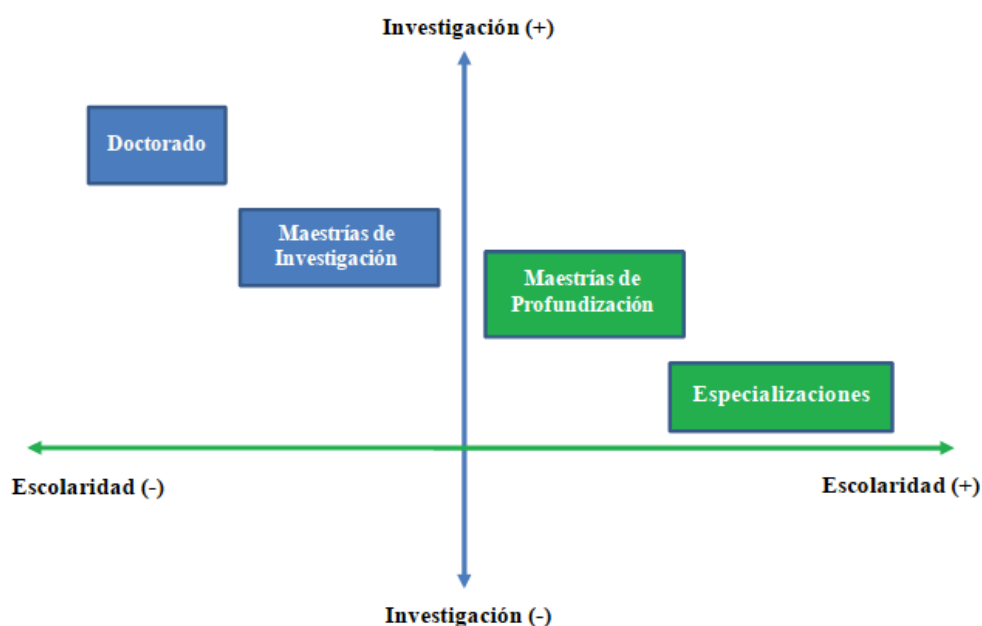 Investigación (+)
Doctorado
Maestrías de
Investigación
Maestrías de
Profundización
Especializaciones
Escolaridad (-)
Escolaridad (+)
Investigación (-)